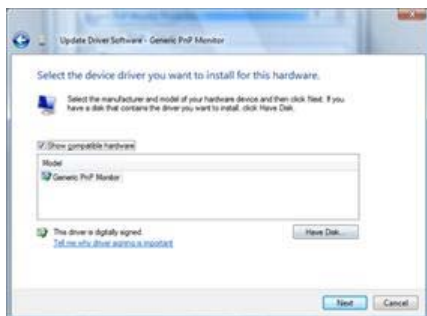 Update Driver Software - Generic PnP Monitor
Select the device driver you want to install for this hardware.
Select the manufacturer and model of your hardware device and then click Next. If you
have a disk that contains the driver you want to install, click Have Disk.
Show compatible hardware
Model
Generic PnP Monitor
This driver is digitally signed.
Tell me why driver signing is important
Have Disk...
Next
Cancel